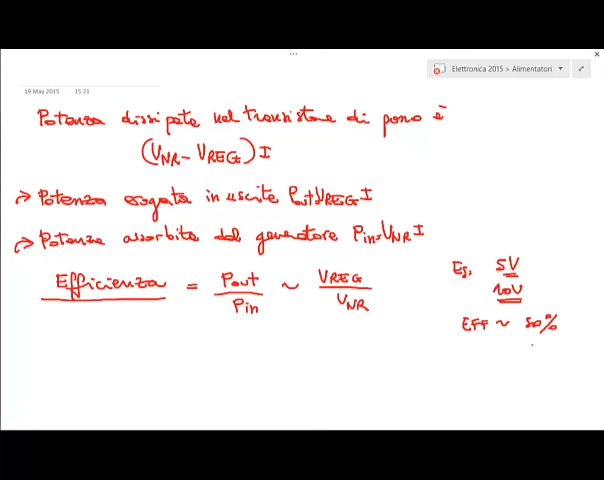 Elettronica 2015 » Alimentatori
19 May 2015 15:21
Potenza dissipata nel transistore di passo è
(VNR - VREG) I
→ Potenza erogata in uscita Pout=VREG I
→ Potenza assorbita dal generatore Pin=VNR I
Efficienza = Pout/Pin ~ VREG/VNR
Es. 5V
10V
EFF ~ 50%